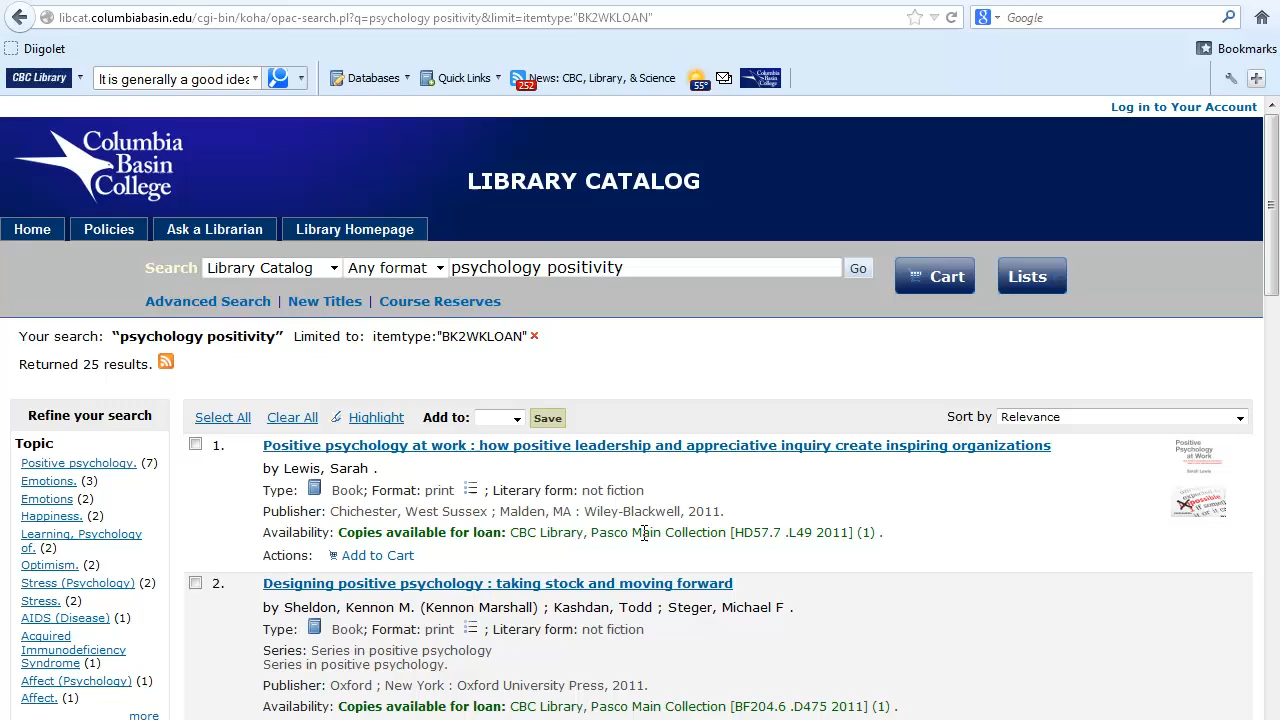 libcat.columbiabasin.edu/cgi-bin/koha/opac-search.pl?q=psychology positivity&limit=itemtype:"BK2WKLOAN"
Google
Diigolet
Bookmarks
CBC Library
It is generally a good idea
Databases
Quick Links
News: CBC, Library, & Science
252
55°
Columbia Basin College
Log in to Your Account
Columbia
Basin
College
LIBRARY CATALOG
Home
Policies
Ask a Librarian
Library Homepage
Search Library Catalog Any format psychology positivity Go
Cart
Lists
Advanced Search | New Titles | Course Reserves
Your search: “psychology positivity” Limited to: itemtype:"BK2WKLOAN"
Returned 25 results.
Refine your search
Topic
Positive psychology. (7)
Emotions. (3)
Emotions (2)
Happiness. (2)
Learning, Psychology
of. (2)
Optimism. (2)
Stress (Psychology) (2)
Stress. (2)
AIDS (Disease) (1)
Acquired
Immunodeficiency
Syndrome (1)
Affect (Psychology) (1)
Affect. (1)
more
Select All Clear All Highlight Add to: Save
Sort by Relevance
1. Positive psychology at work : how positive leadership and appreciative inquiry create inspiring organizations
by Lewis, Sarah .
Type: Book; Format: print ; Literary form: not fiction
Publisher: Chichester, West Sussex ; Malden, MA : Wiley-Blackwell, 2011.
Availability: Copies available for loan: CBC Library, Pasco Main Collection [HD57.7 .L49 2011] (1) .
Actions: Add to Cart
Positive
Psychology
at Work
possible
2. Designing positive psychology : taking stock and moving forward
by Sheldon, Kennon M. (Kennon Marshall) ; Kashdan, Todd ; Steger, Michael F .
Type: Book; Format: print ; Literary form: not fiction
Series: Series in positive psychology
Series in positive psychology.
Publisher: Oxford ; New York : Oxford University Press, 2011.
Availability: Copies available for loan: CBC Library, Pasco Main Collection [BF204.6 .D475 2011] (1) .